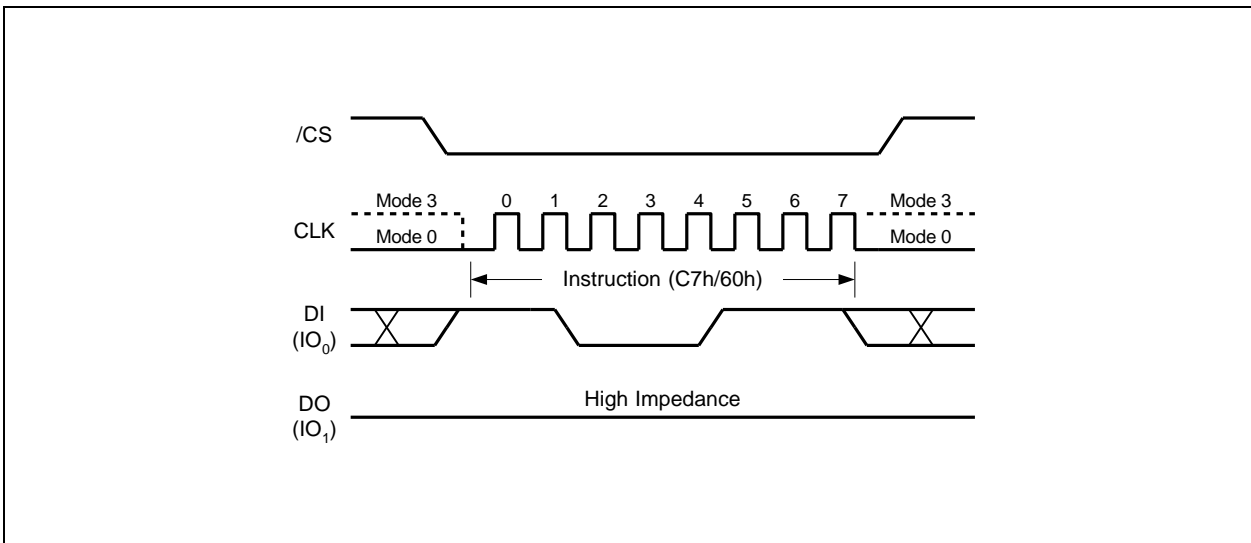 /CS
Mode 3 0 1 2 3 4 5 6 7 Mode 3
CLK
Mode 0 Mode 0
Instruction (C7h/60h)
DI
(IO0)
High Impedance
DO
(IO1)